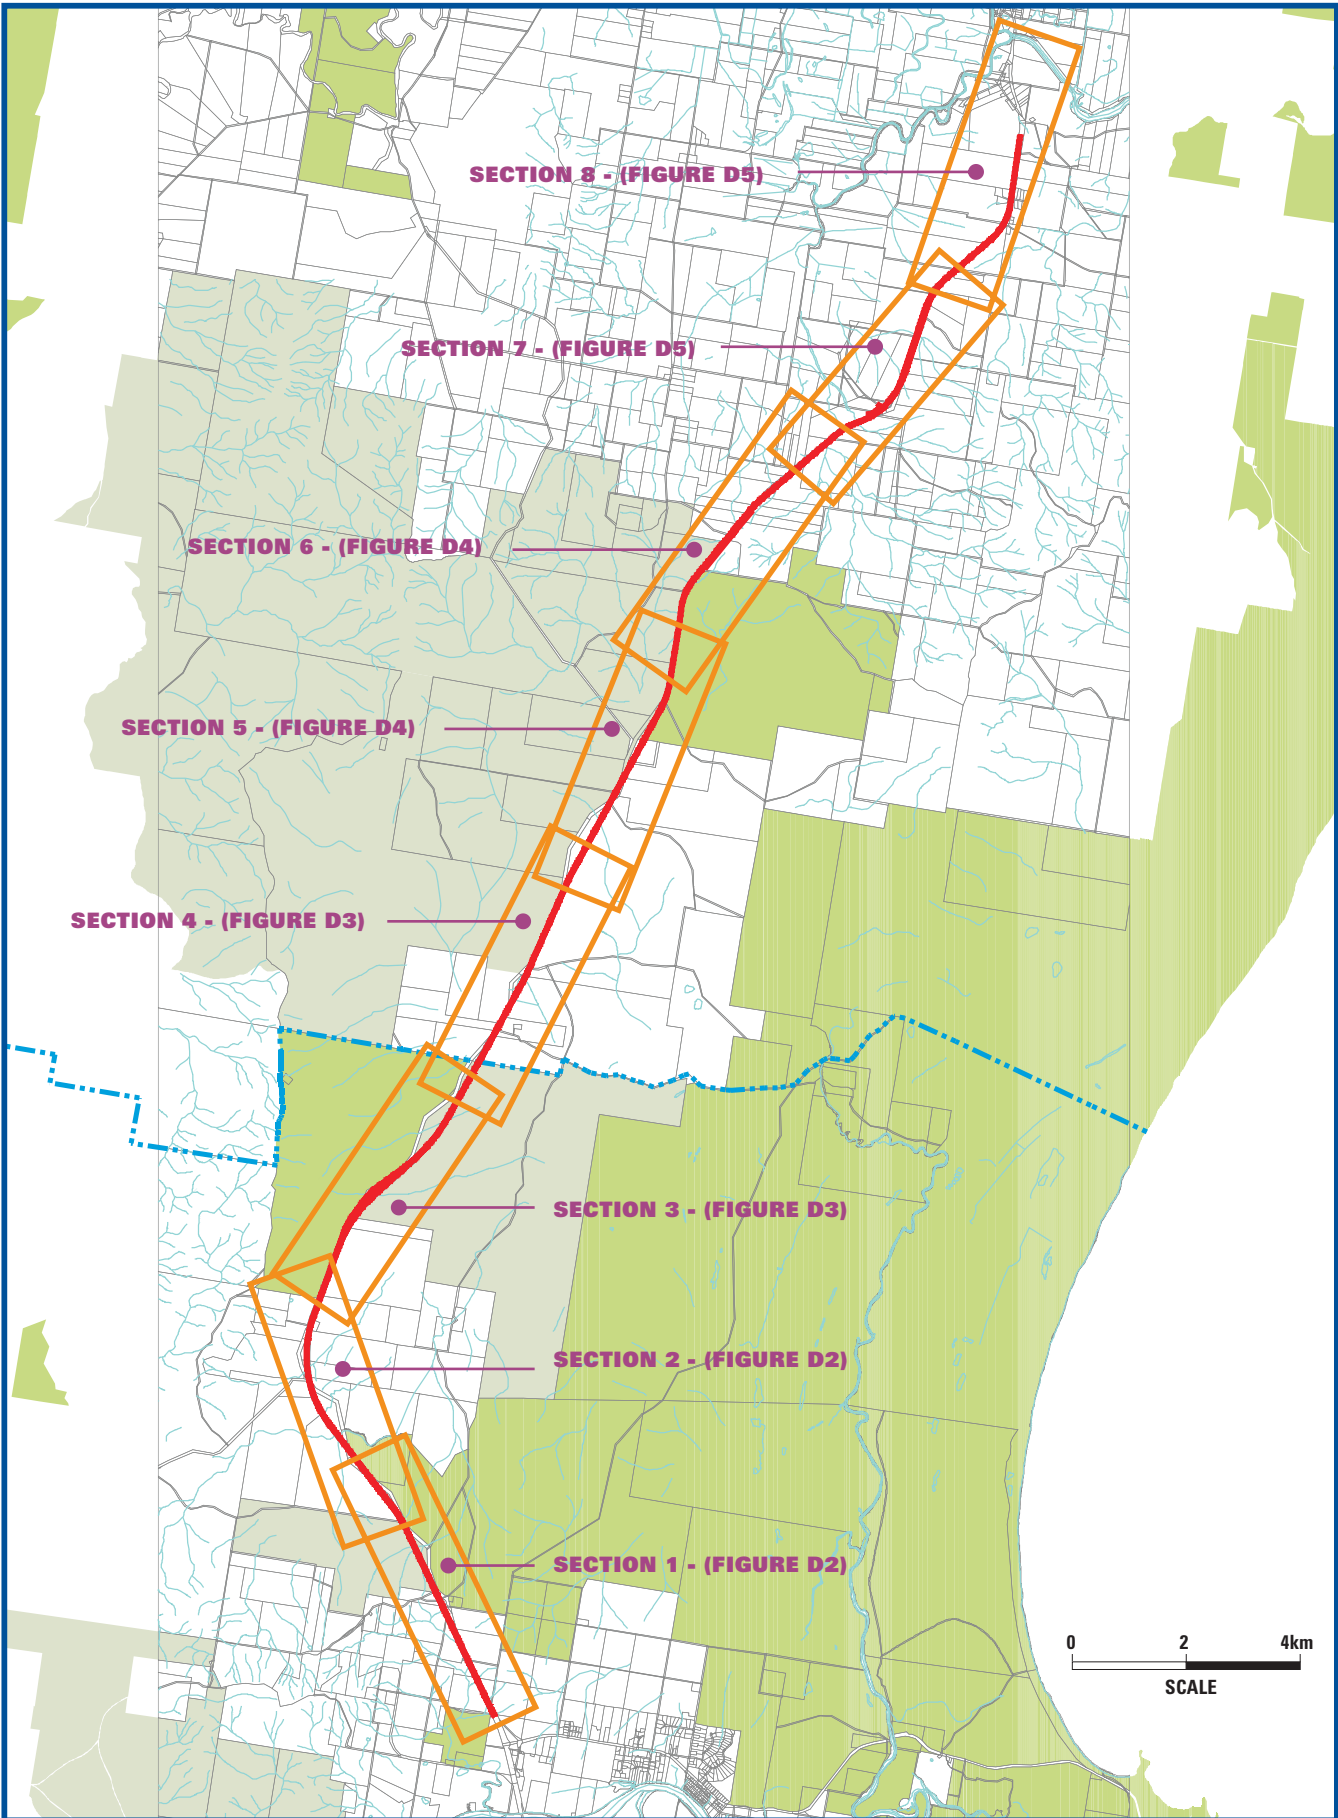 SECTION 8 - (FIGURE D5)
SECTION 7 - (FIGURE D5)
SECTION 6 - (FIGURE D4)
SECTION 5 - (FIGURE D4)
SECTION 4 - (FIGURE D3)
SECTION 3 - (FIGURE D3)
SECTION 2 - (FIGURE D2)
SECTION 1 - (FIGURE D2)
0 2 4km
SCALE